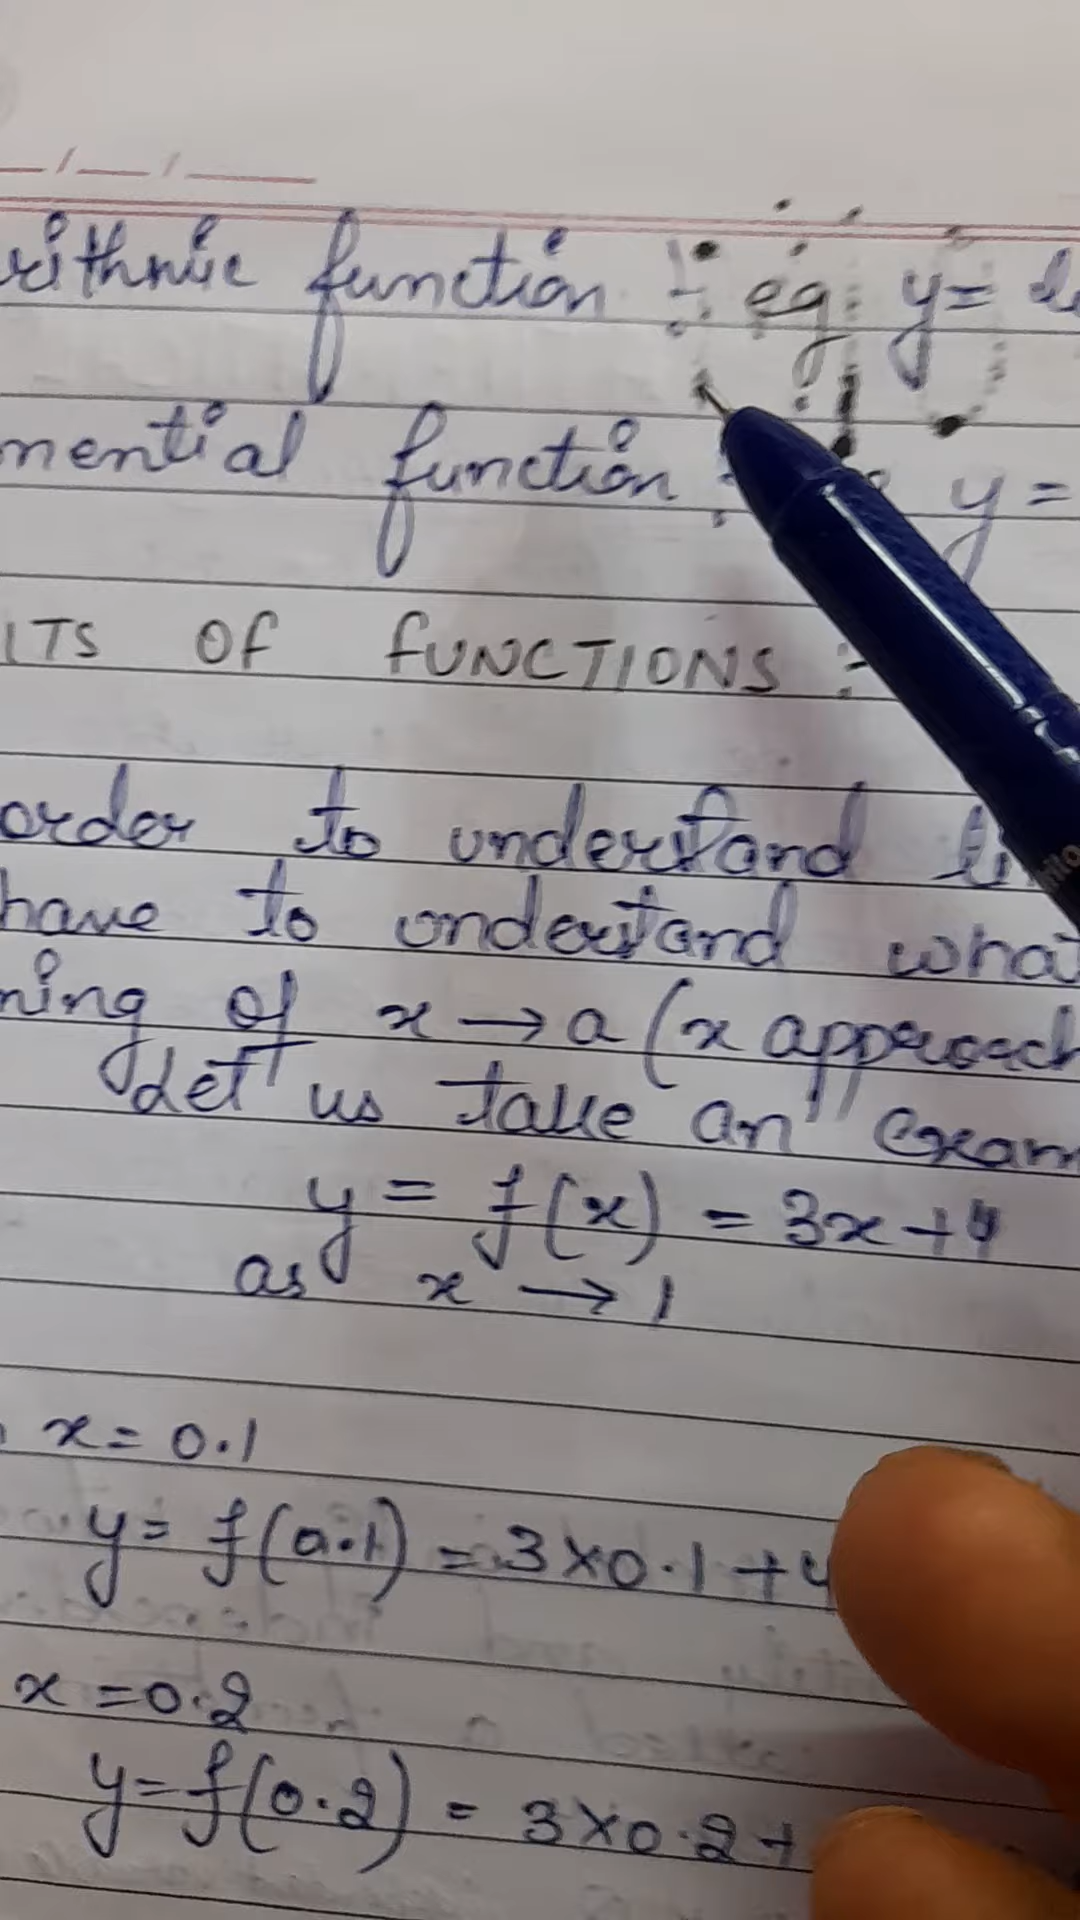 rithmic function :- eg: y=
nential function :- y =
ITS OF FUNCTIONS :-
order to understand
have to understand what
ning of x → a (x approach
Let us take an exam
y = f(x) = 3x+4
as x → 1
x = 0.1
y = f(0.1) = 3×0.1+4
x = 0.2
y = f(0.2) = 3×0.2+